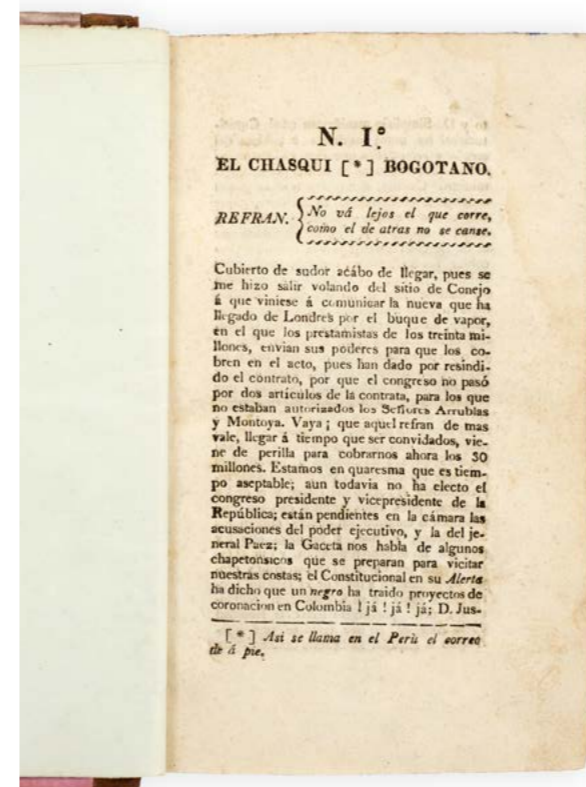 N. I.º
EL CHASQUI [*] BOGOTANO.
REFRAN. { No vá lejos el que corre,
como el de atras no se canse.
Cubierto de sudor acábo de llegar, pues se
me hizo salir volando del sitio de Conejo
á que viniese á comunicar la nueva que ha
llegado de Londres por el buque de vapor,
en el que los prestamistas de los treinta mi-
llones, envian sus poderes para que los co-
bren en el acto, pues han dado por resindi-
do el contrato, por que el congreso no pasó
por dos artículos de la contrata, para los que
no estaban autorizados los Señores Arrublas
y Montoya. Vaya ; que aquel refran de mas
vale, llegar á tiempo que ser convidados, vie-
ne de perilla para cobrarnos ahora los 30
millones. Estamos en quaresma que es tiem-
po aseptable; aun todavia no ha electo el
congreso presidente y vicepresidente de la
República; están pendientes en la cámara las
acusaciones del poder ejecutivo, y la del je-
neral Paez; la Gaceta nos habla de algunos
chapetonsicos que se preparan para vicitar
nuestras costas; el Constitucional en su Alerta
ha dicho que un negro ha traido proyectos de
coronacion en Colombia ! já ! já ! já; D. Jus-
[*] Asi se llama en el Perù el correo
de á pie.